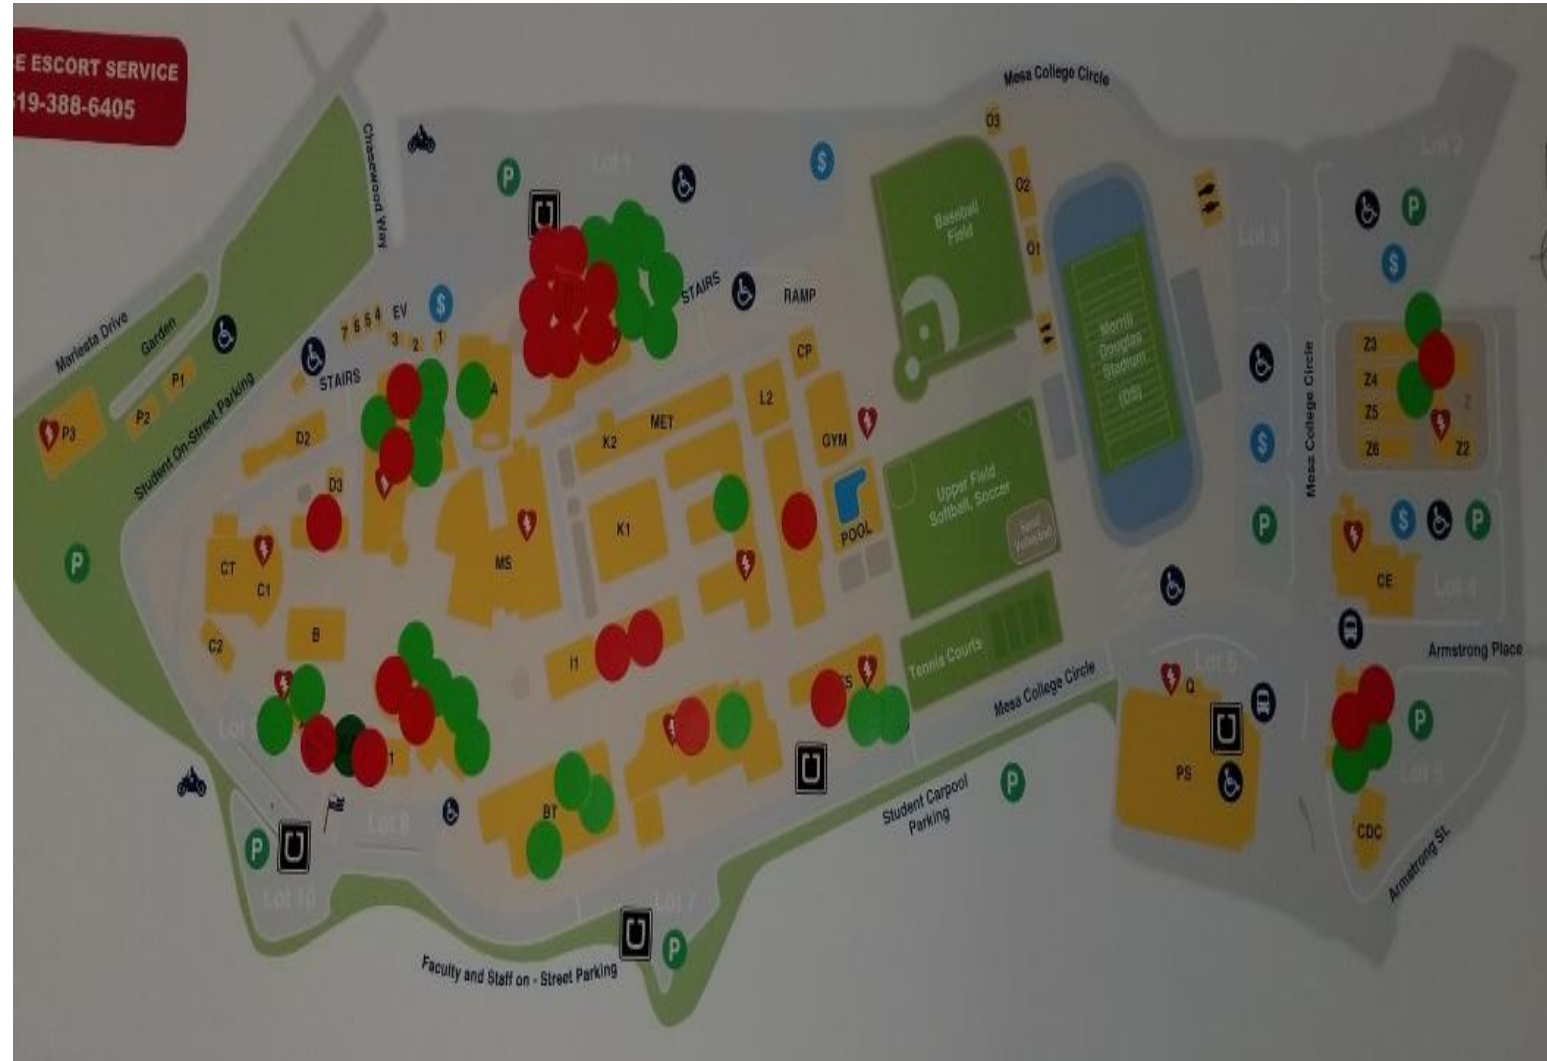 E ESCORT SERVICE
19-388-6405
Chasewood Way
Mesa College Circle
Lot 1
P
$
O3
O2
O1
Baseball
Field
Lot 2
P
$
Lot 3
STAIRS
RAMP
Marlesta Drive
Garden
P1
P2
P3
Student On-Street Parking
STAIRS
7 6 5 4
EV
3 2 1
$
A
D2
D3
CP
L2
MET
K2
K1
GYM
POOL
Morrill
Douglas
Stadium
(DS)
Upper Field
Softball, Soccer
Sand
Volleyball
Tennis Courts
Mesa College Circle
Z3
Z4
Z5
Z6
Z
Z2
$
P
$
P
CE
Lot 4
P
CT
C1
C2
B
MS
I1
ES
Mesa College Circle
Lot 6
Q
PS
Armstrong Place
P
Lot 5
CDC
Armstrong St.
BT
1
Lot 8
P
Lot 10
Lot 7
P
Student Carpool
Parking
P
Faculty and Staff on - Street Parking